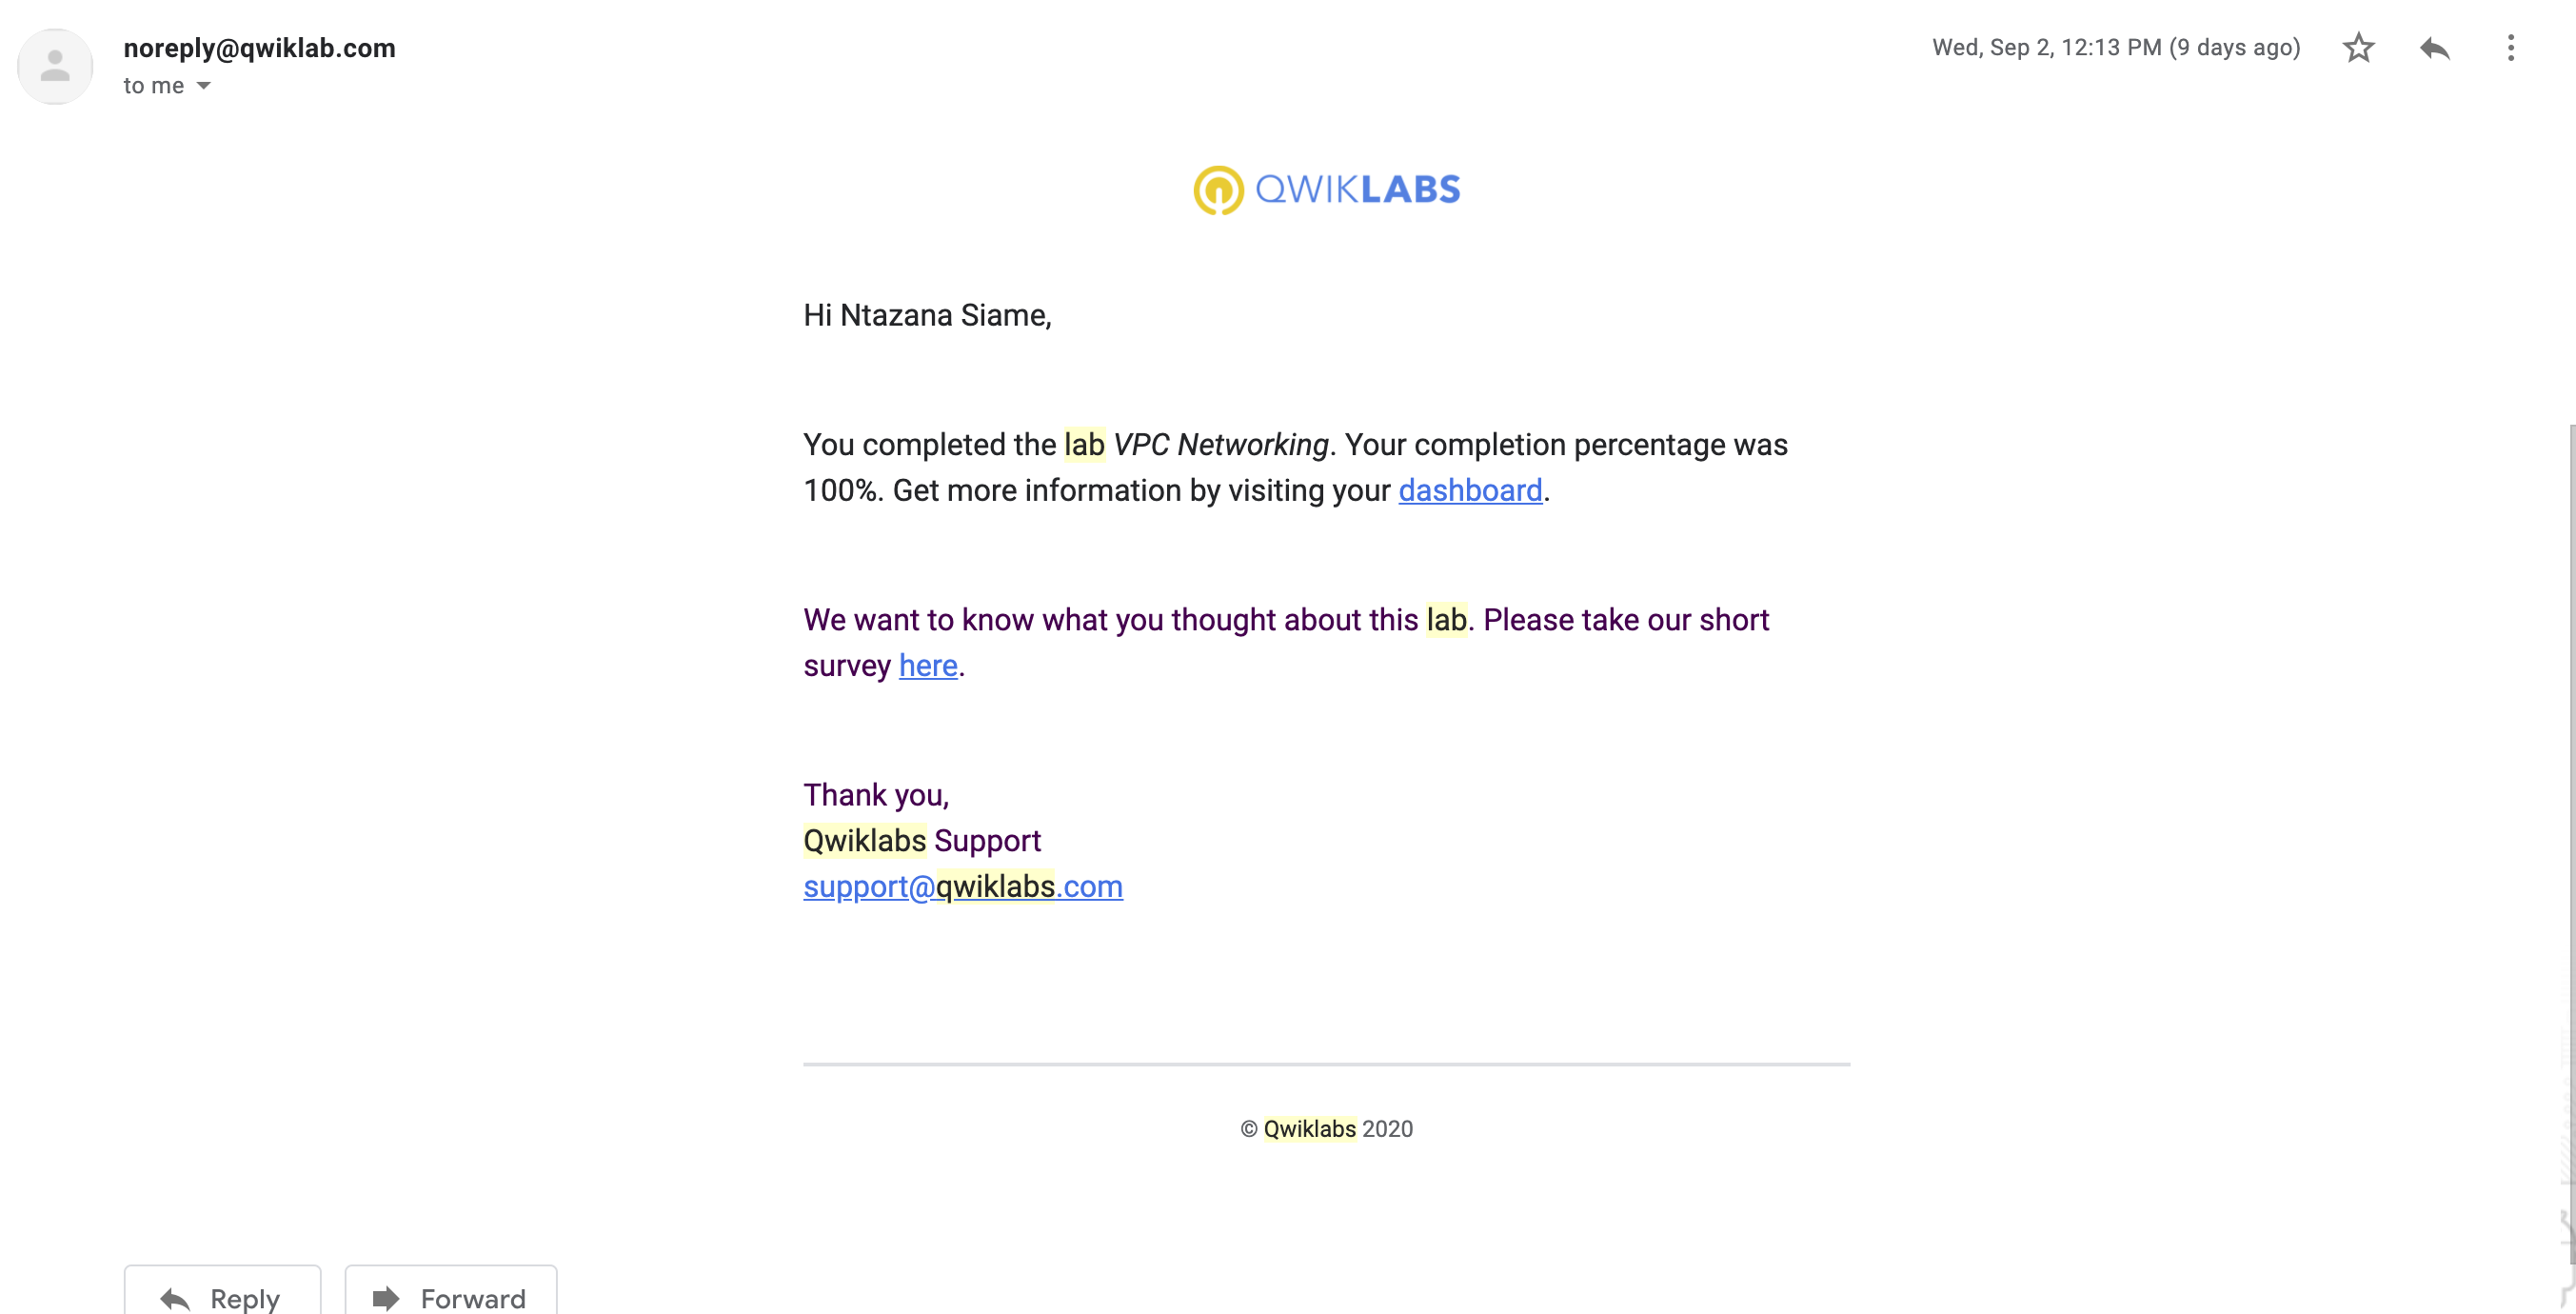 noreply@qwiklab.com
Wed, Sep 2, 12:13 PM (9 days ago)
to me
QWIKLABS
Hi Ntazana Siame,
You completed the lab VPC Networking. Your completion percentage was
100%. Get more information by visiting your dashboard.
We want to know what you thought about this lab. Please take our short
survey here.
Thank you,
Qwiklabs Support
support@qwiklabs.com
© Qwiklabs 2020
Reply
Forward